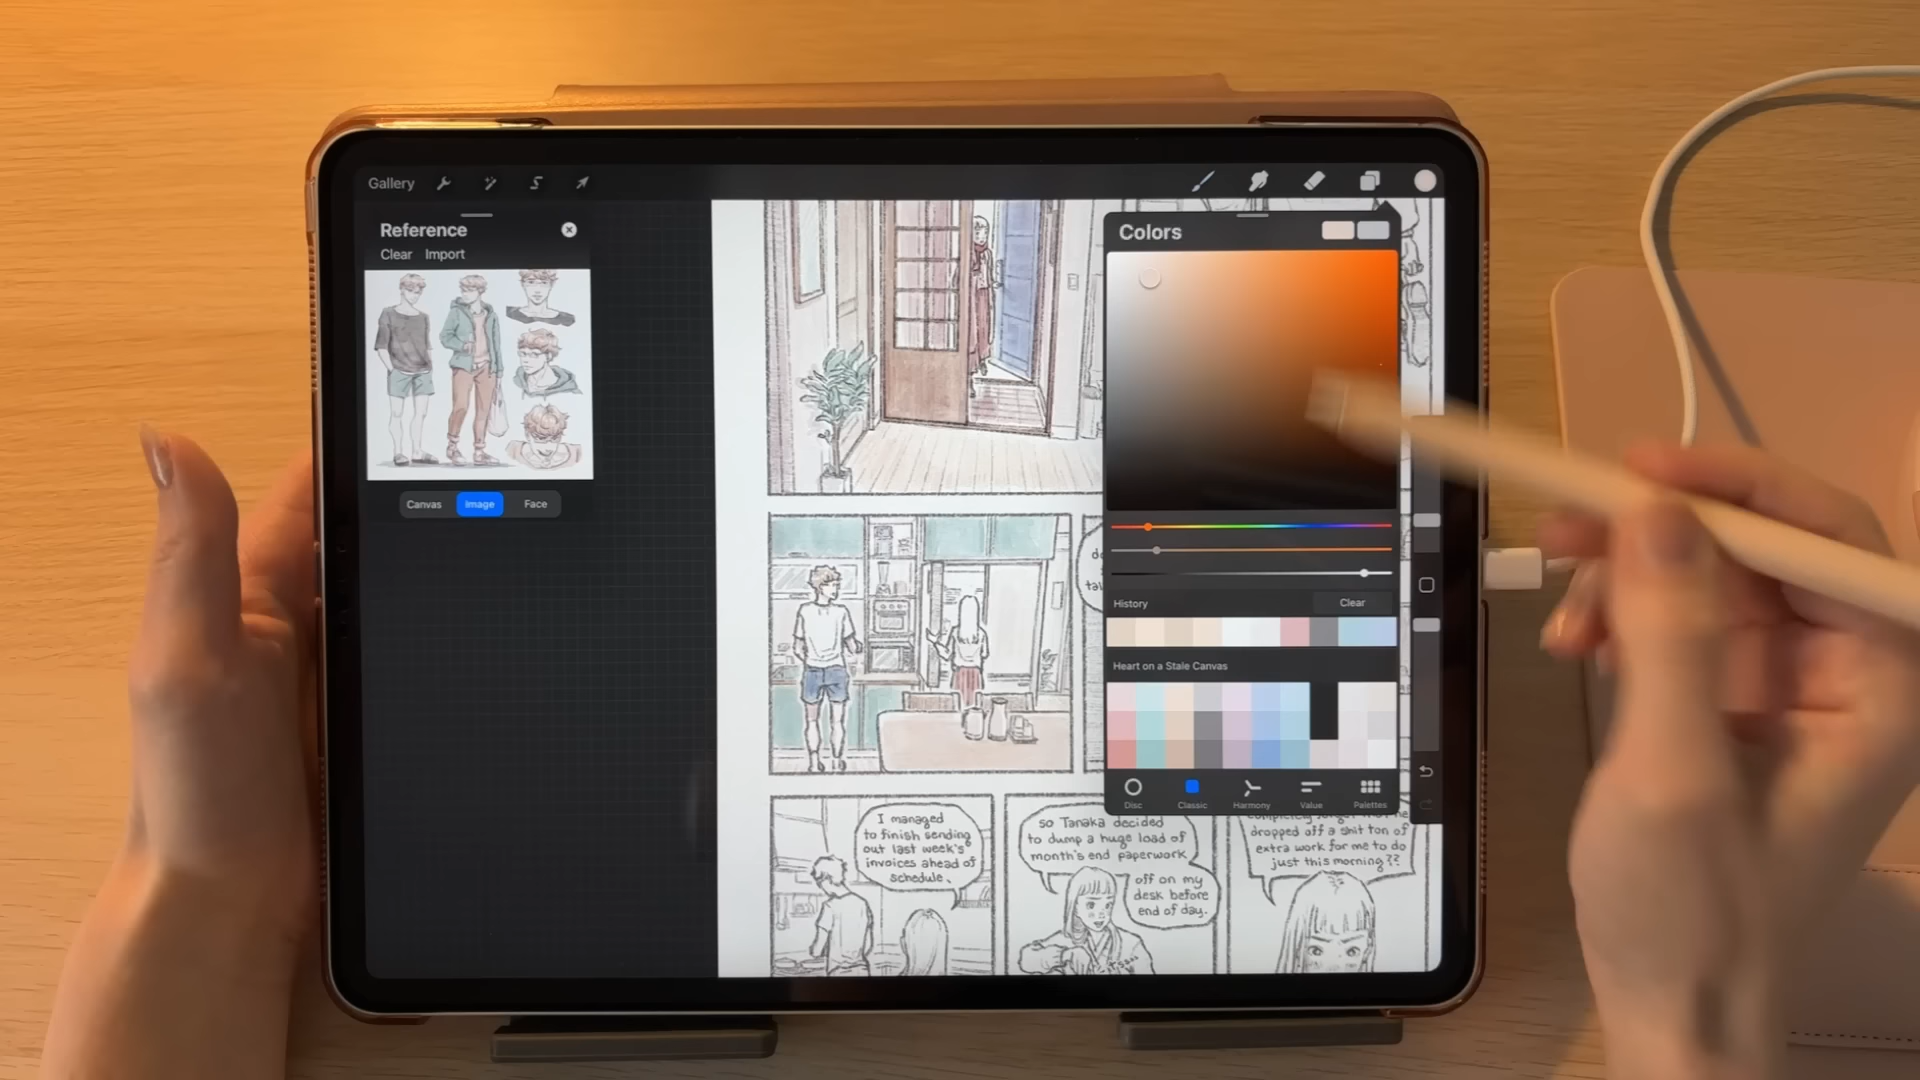 Gallery
Reference
Clear Import
Canvas Image Face
Colors
History Clear
Heart on a Stale Canvas
Disc Classic Harmony Value Palettes
I managed
to finish sending
out last week's
invoices ahead of
schedule,
so Tanaka decided
to dump a huge load of
month's end paperwork
off on my
desk before
end of day.
dropped off a shit ton of
extra work for me to do
just this morning??